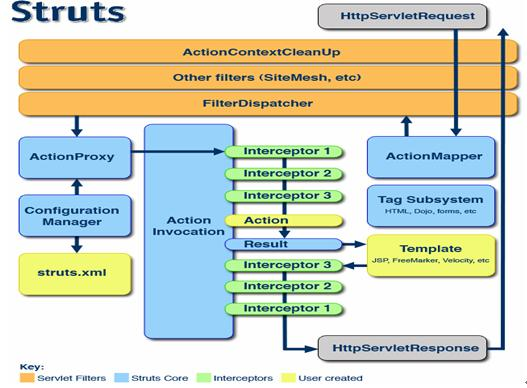 Struts
HttpServletRequest
ActionContextCleanUp
Other filters (SiteMesh, etc)
FilterDispatcher
ActionProxy
Configuration
Manager
struts.xml
Action
Invocation
Interceptor 1
Interceptor 2
Interceptor 3
Action
Result
Interceptor 3
Interceptor 2
Interceptor 1
ActionMapper
Tag Subsystem
HTML, Dojo, forms, etc
Template
JSP, FreeMarker, Velocity, etc
HttpServletResponse
Key:
Servlet Filters
Struts Core
Interceptors
User created